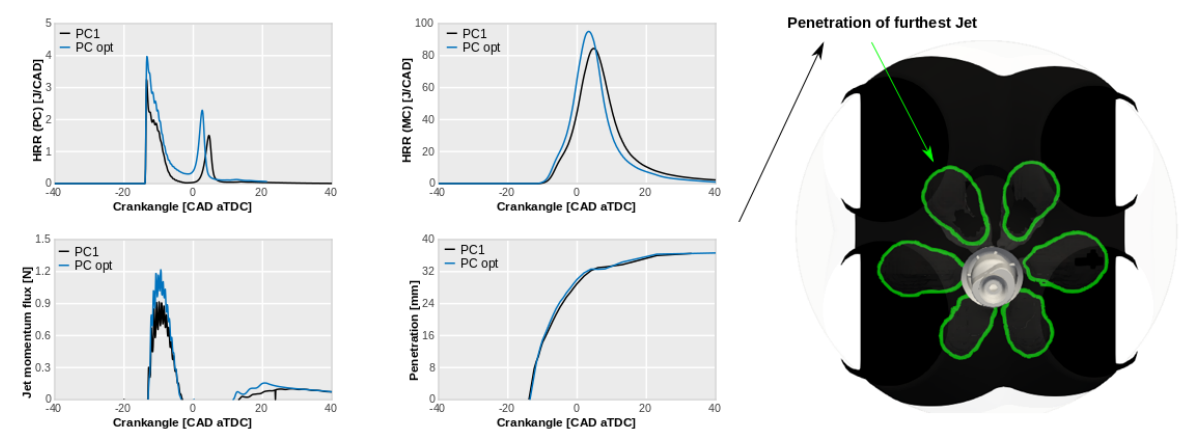 Penetration of furthest Jet
5
4
3
2
1
0
HRR (PC) [J/CAD]
PC1
PC opt
-40
-20
0
20
40
Crankangle [CAD aTDC]
100
80
60
40
20
0
HRR (MC) [J/CAD]
PC1
PC opt
-40
-20
0
20
40
Crankangle [CAD aTDC]
1.5
1.2
0.9
0.6
0.3
0
Jet momentum flux [N]
PC1
PC opt
-40
-20
0
20
40
Crankangle [CAD aTDC]
40
32
24
16
8
0
Penetration [mm]
PC1
PC opt
-40
-20
0
20
40
Crankangle [CAD aTDC]